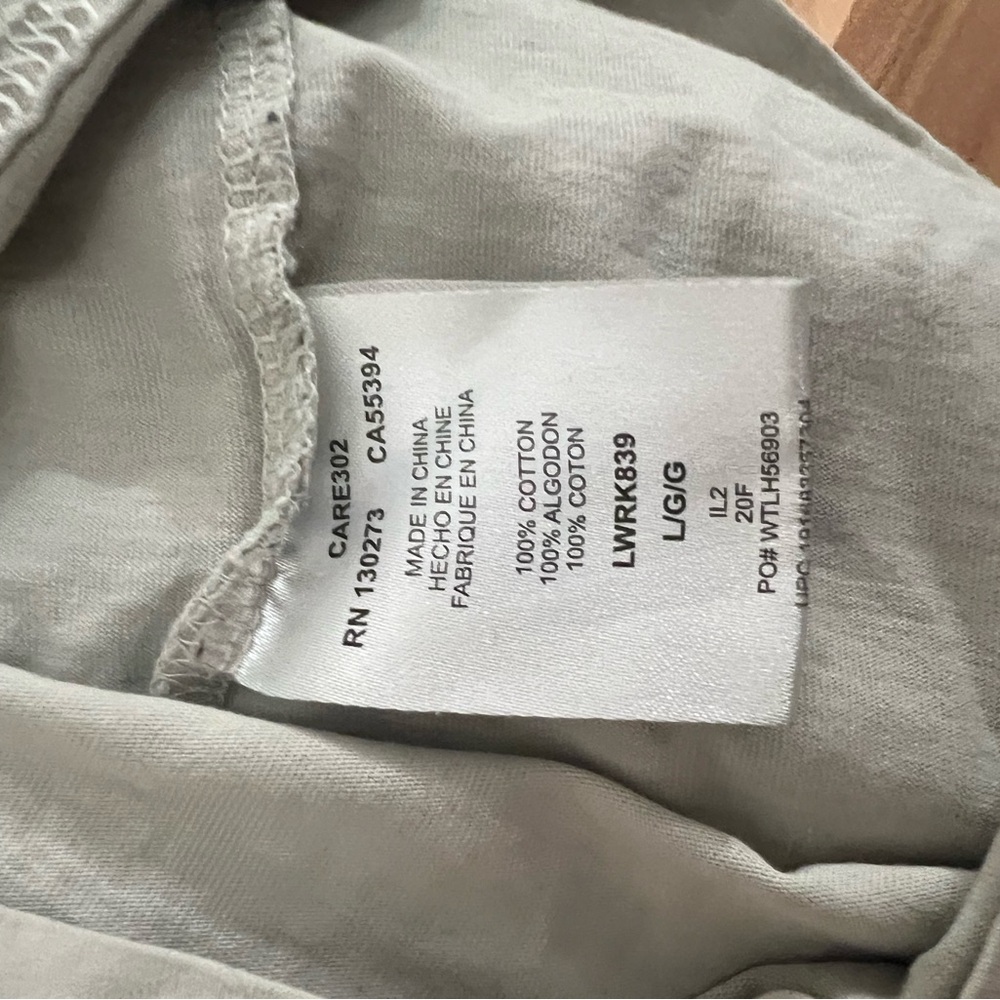 CARE302
RN 130273 CA55394
MADE IN CHINA
HECHO EN CHINE
FABRIQUE EN CHINA
100% COTTON
100% ALGODON
100% COTON
LWRK839
L/G/G
IL2
20F
PO# WTLH56903